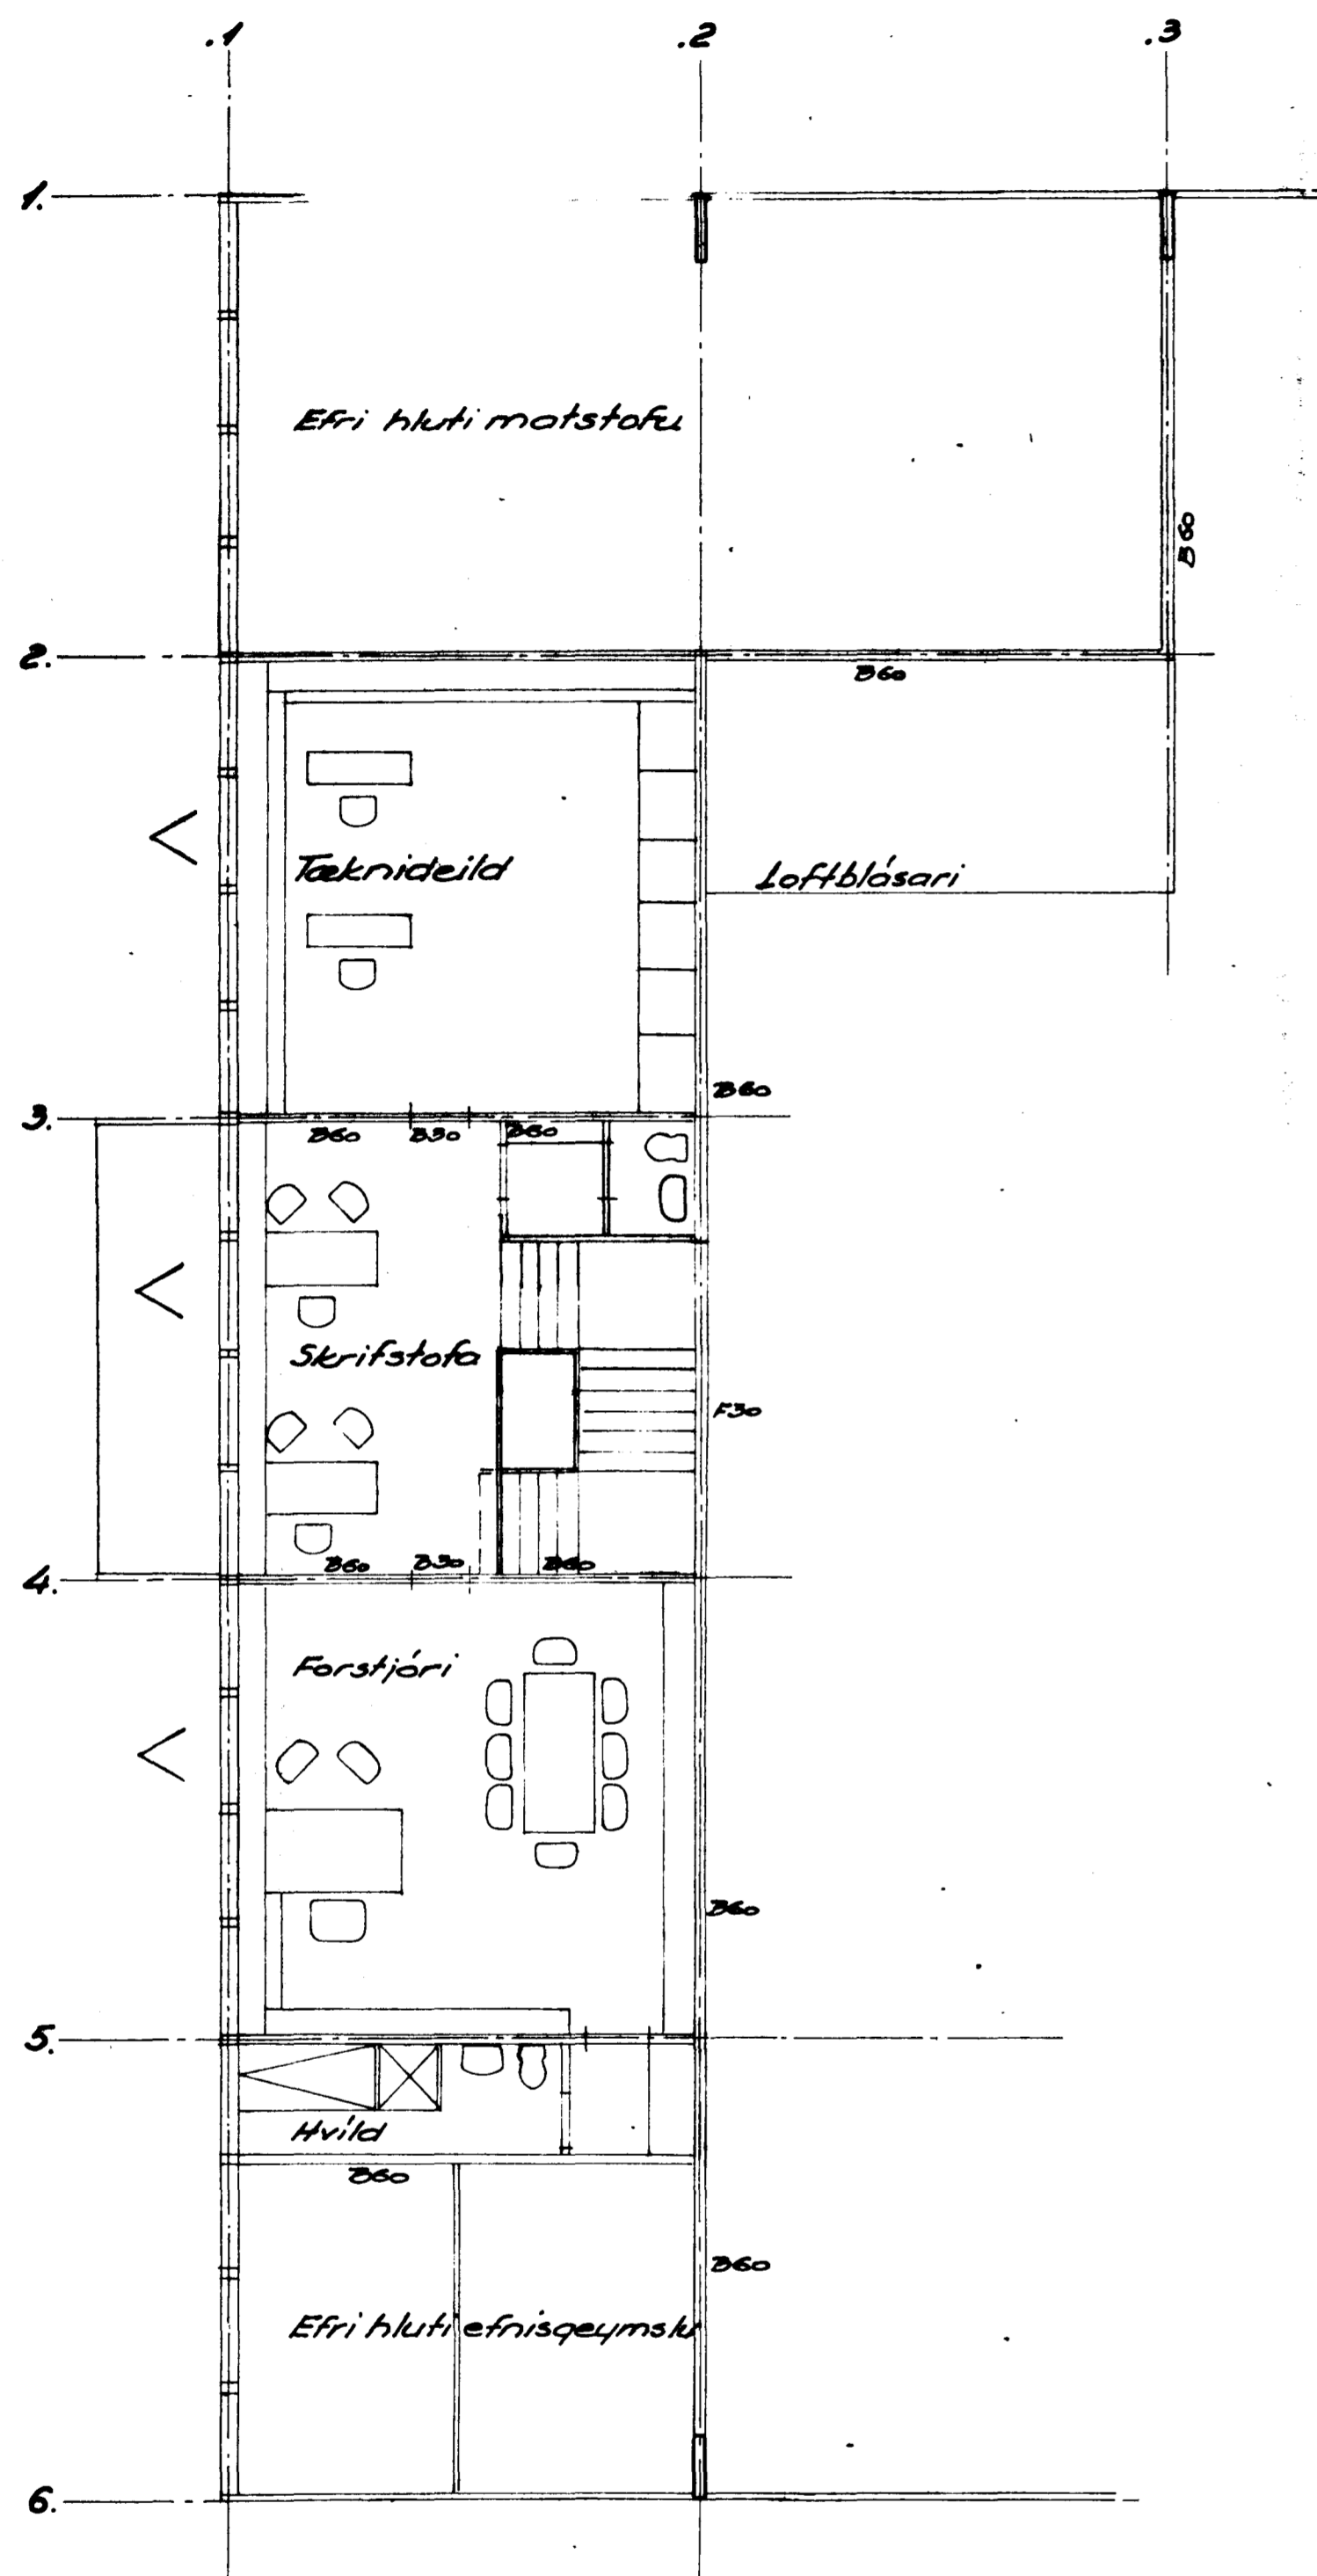 .1 .2 .3
1.
Efri hluti matstofu
B60
2.
B60
Tæknideild
Loftblásari
B60
3.
B60 B30 B60
Skrifstofa
F30
B60 B30 B60
4.
Forstjóri
B60
5.
Hvíld
B60
B60
Efri hluti efnisgeymslu
6.